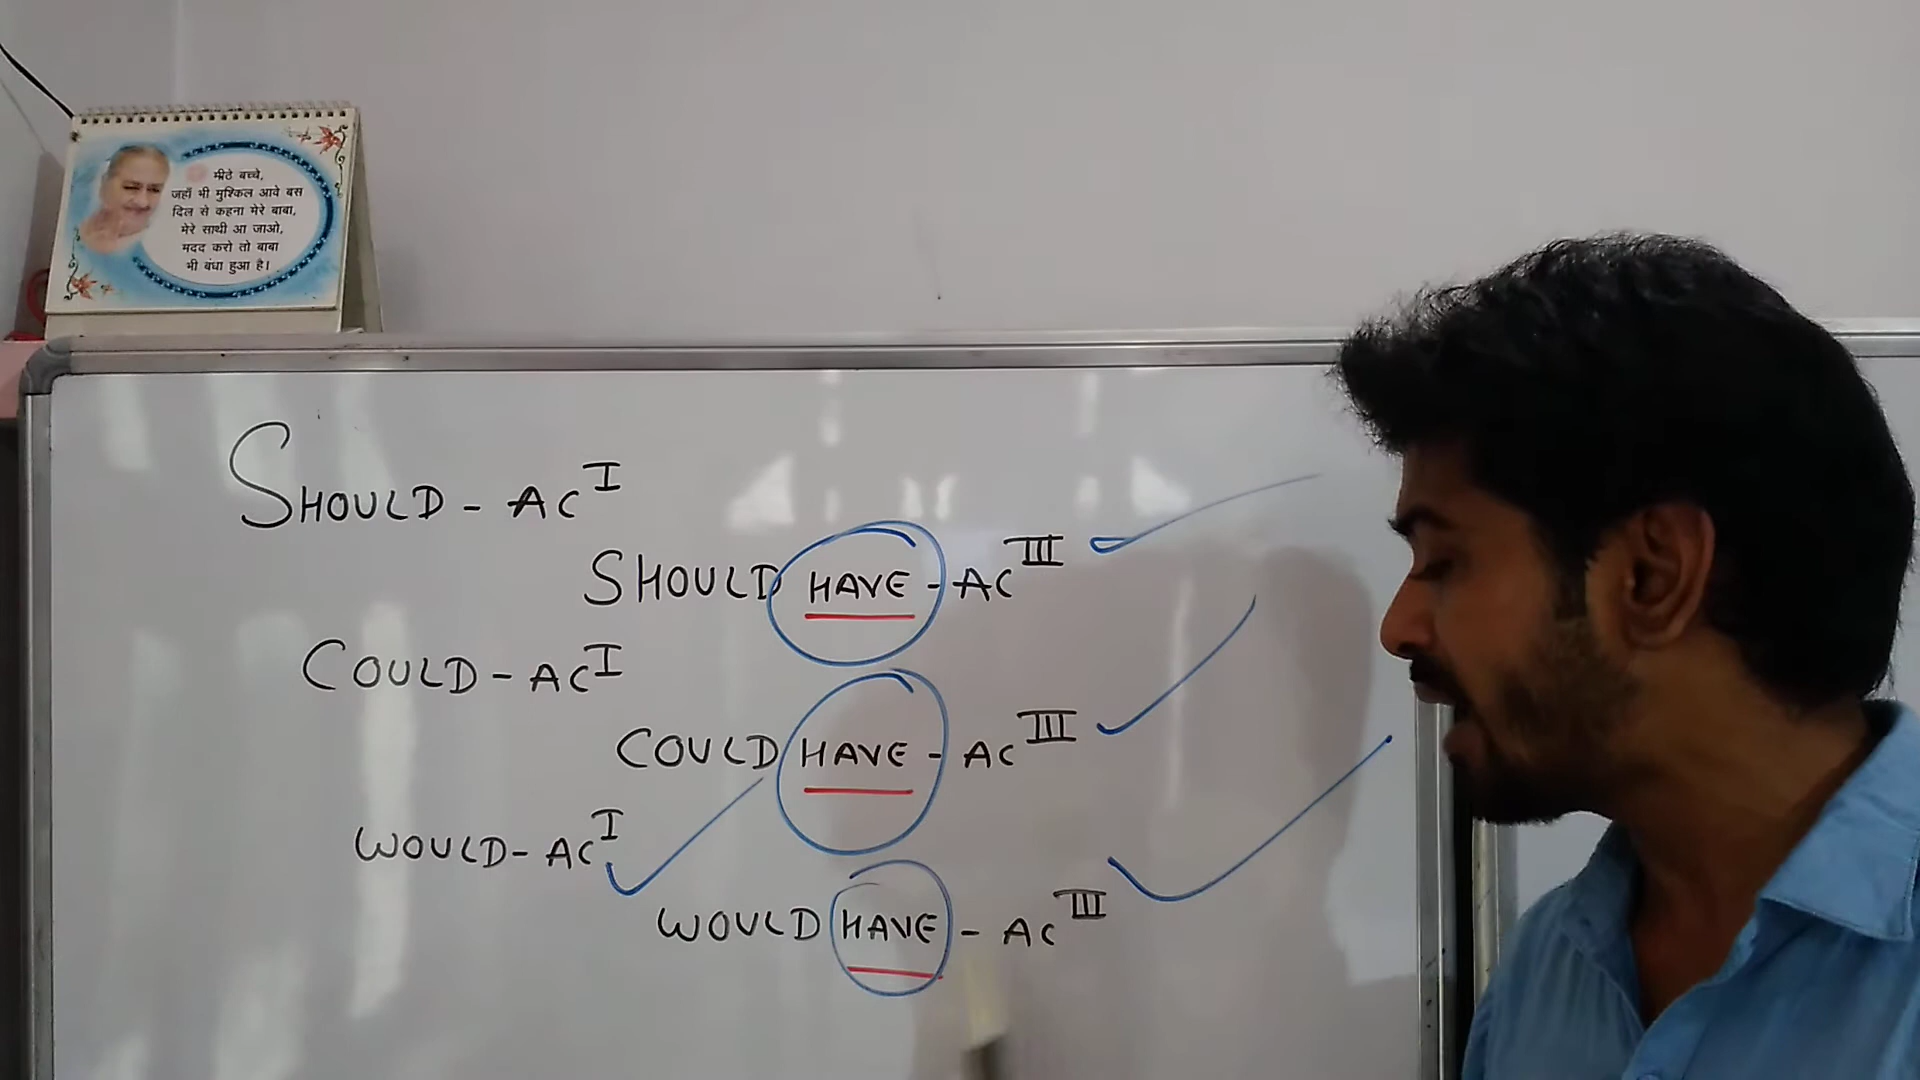 मीठे बच्चे,
जहाँ भी मुश्किल आवे बस
दिल से कहना मेरे बाबा,
मेरे साथी आ जाओ,
मदद करो तो बाबा
भी बंधा हुआ है।
SHOULD - AC I
SHOULD HAVE - AC III
COULD - AC I
COULD HAVE - AC III
WOULD - AC I
WOULD HAVE - AC III